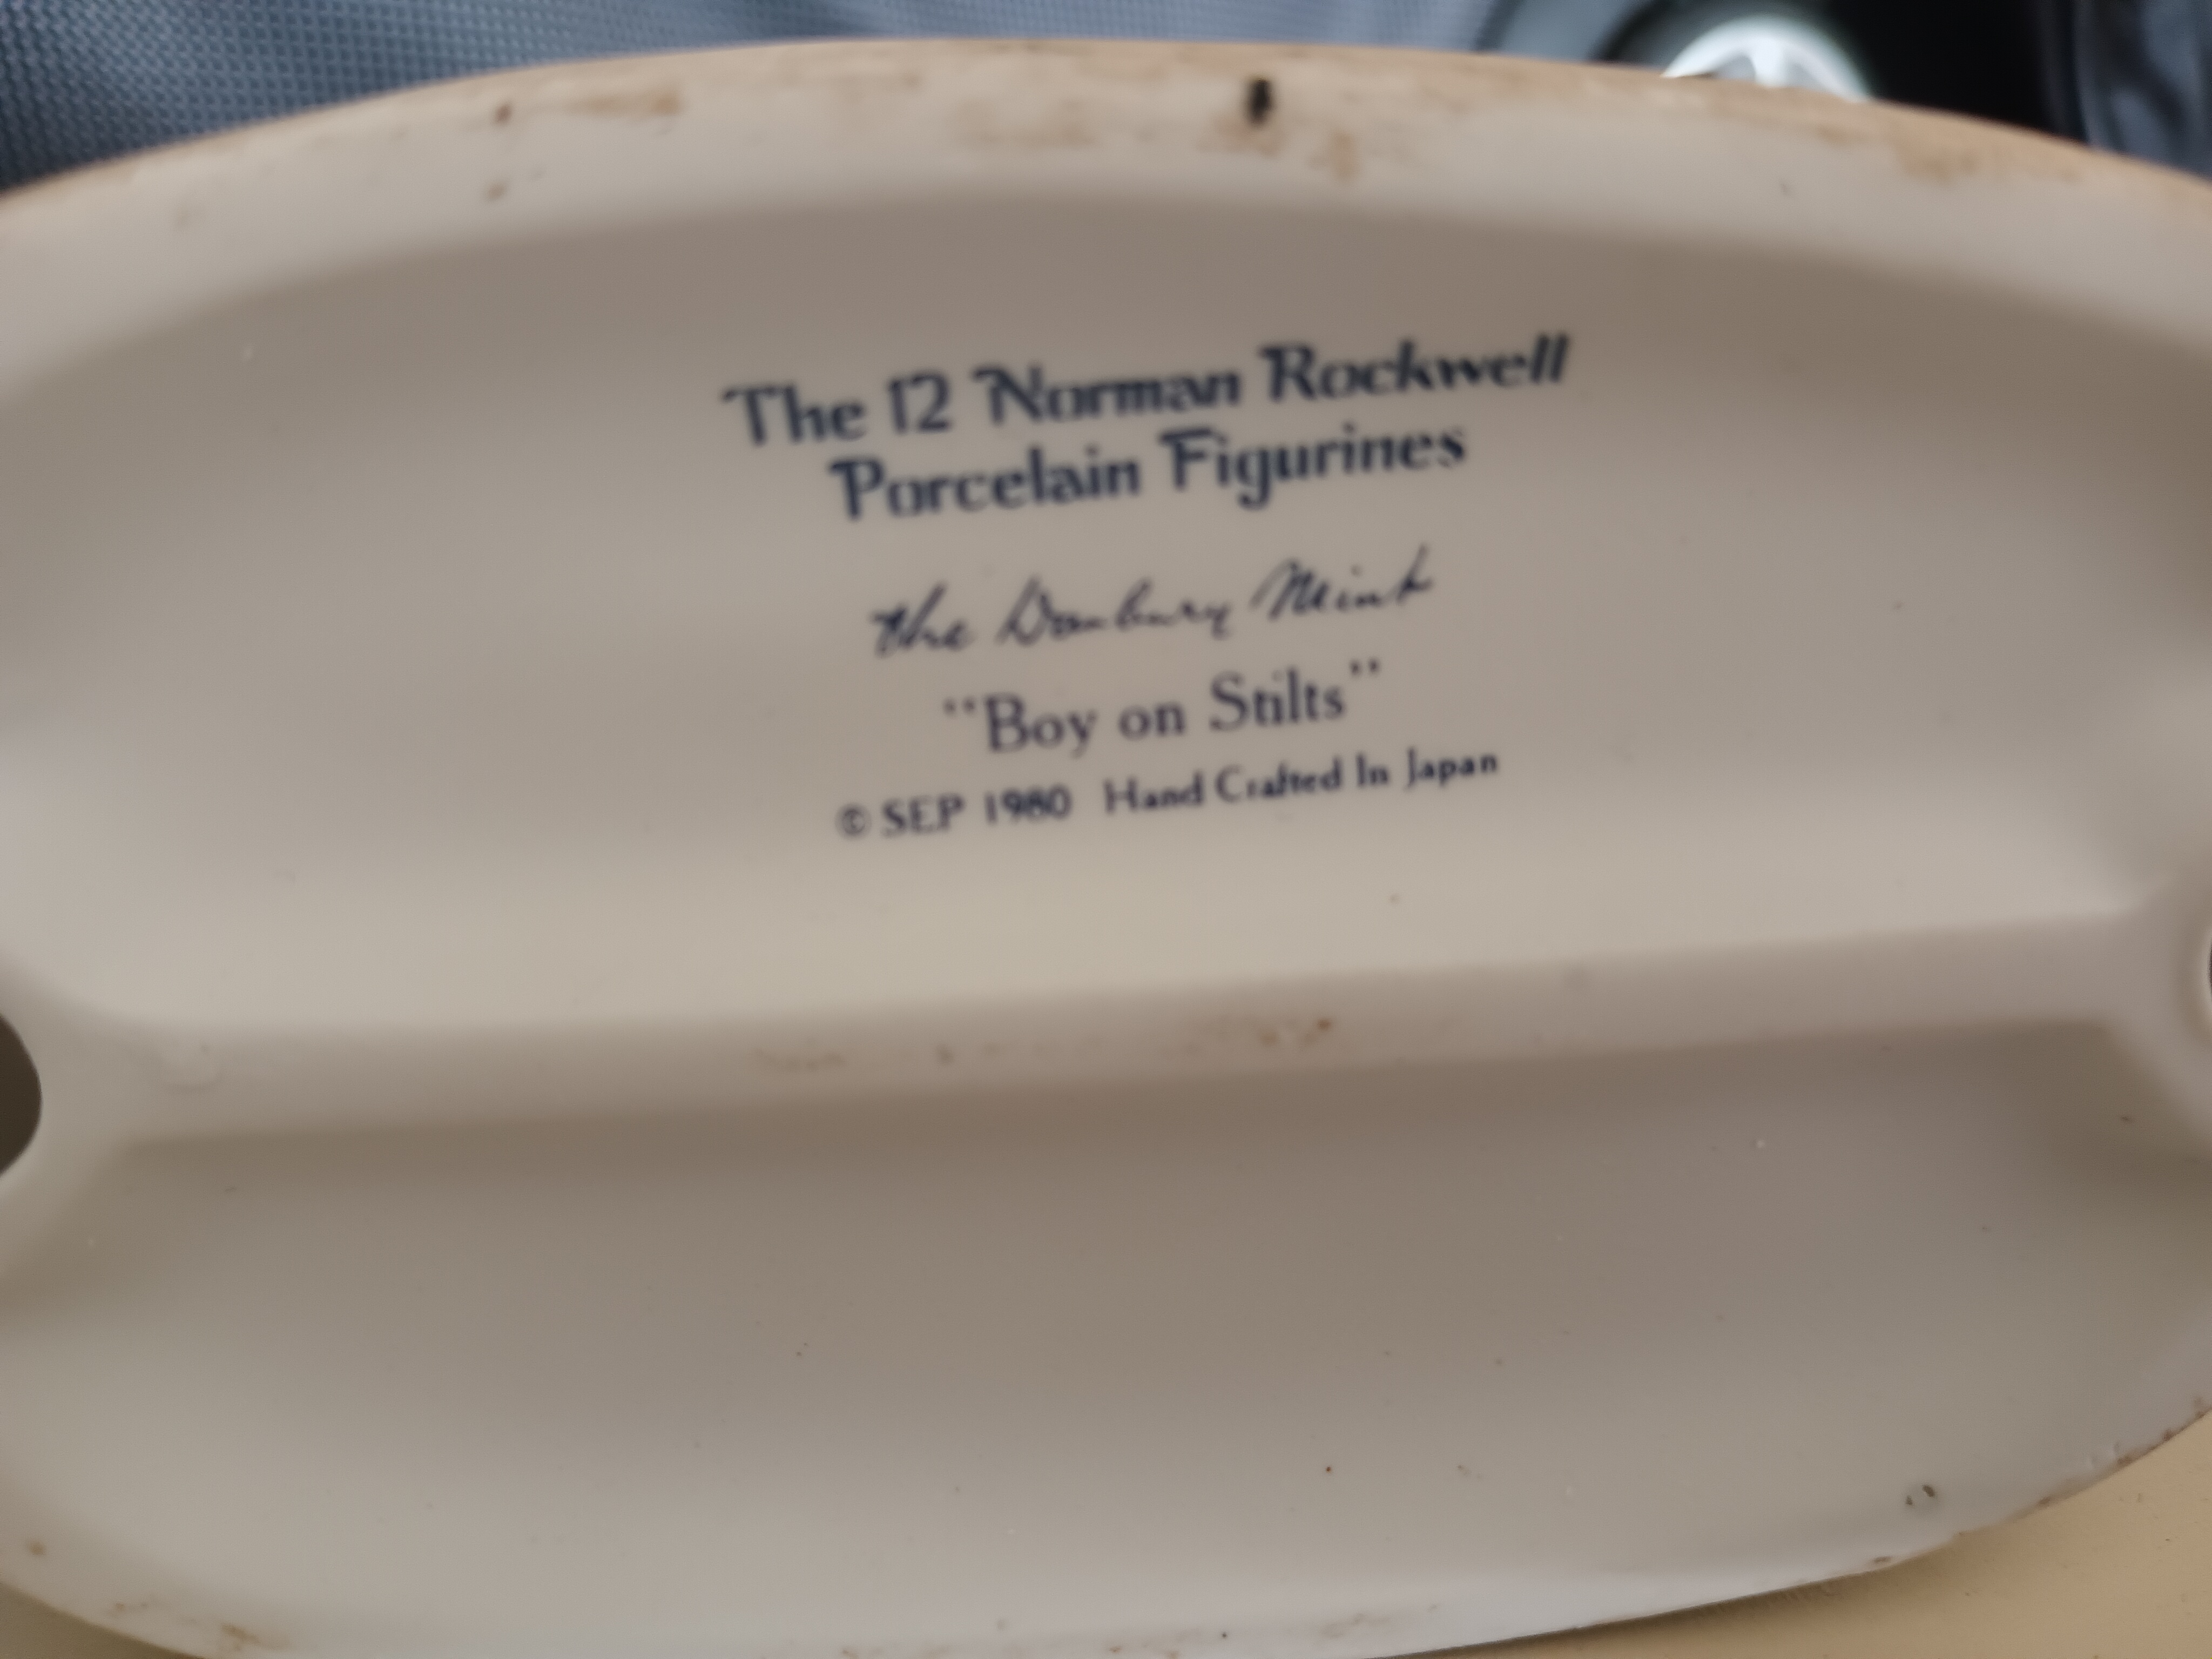 The 12 Norman Rockwell
Porcelain Figurines
the Danbury Mint
"Boy on Stilts"
© SEP 1980 Hand Crafted In Japan